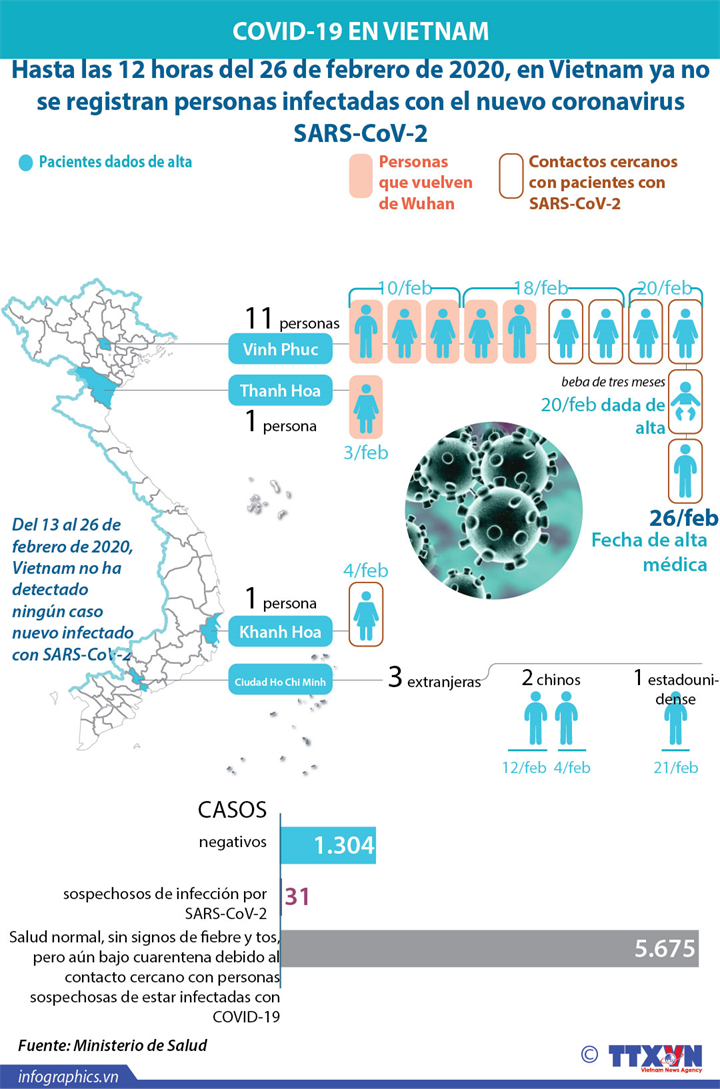 COVID-19 EN VIETNAM
Hasta las 12 horas del 26 de febrero de 2020, en Vietnam ya no
se registran personas infectadas con el nuevo coronavirus
SARS-CoV-2
Pacientes dados de alta
Personas
que vuelven
de Wuhan
Contactos cercanos
con pacientes con
SARS-CoV-2
10/feb
18/feb
20/feb
11 personas
Vinh Phuc
Thanh Hoa
1 persona
3/feb
beba de tres meses
20/feb dada de
alta
26/feb
Fecha de alta
médica
Del 13 al 26 de
febrero de 2020,
Vietnam no ha
detectado
ningún caso
nuevo infectado
con SARS-CoV-2
4/feb
1 persona
Khanh Hoa
Ciudad Ho Chi Minh
3 extranjeras
2 chinos
1 estadouni-
dense
12/feb
4/feb
21/feb
CASOS
negativos
1.304
sospechosos de infección por
SARS-CoV-2
31
Salud normal, sin signos de fiebre y tos,
pero aún bajo cuarentena debido al
contacto cercano con personas
sospechosas de estar infectadas con
COVID-19
5.675
Fuente: Ministerio de Salud
© TTXVN
Vietnam News Agency
infographics.vn